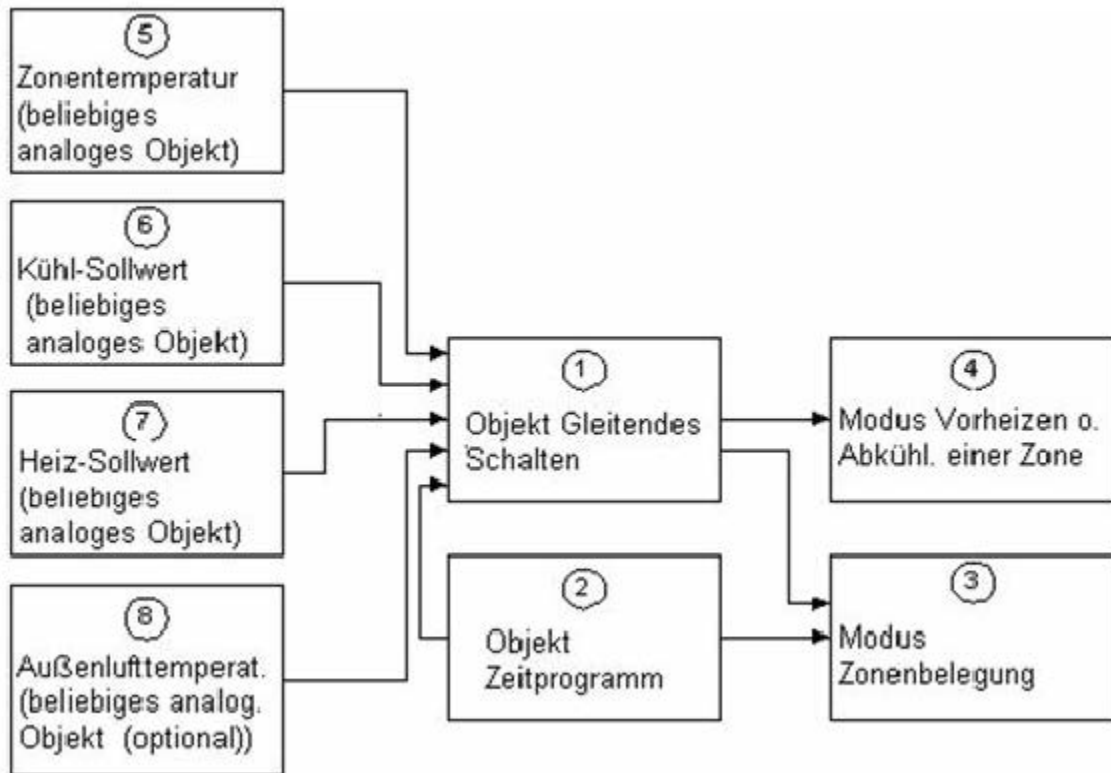 5
Zonentemperatur
(beliebiges
analoges Objekt)
6
Kühl-Sollwert
(beliebiges
analoges Objekt)
7
Heiz-Sollwert
(beliebiges
analoges Objekt)
8
Außenlufttemperat.
(beliebiges analog.
Objekt (optional))
1
Objekt Gleitendes
Schalten
2
Objekt
Zeitprogramm
4
Modus Vorheizen o.
Abkühl. einer Zone
3
Modus
Zonenbelegung